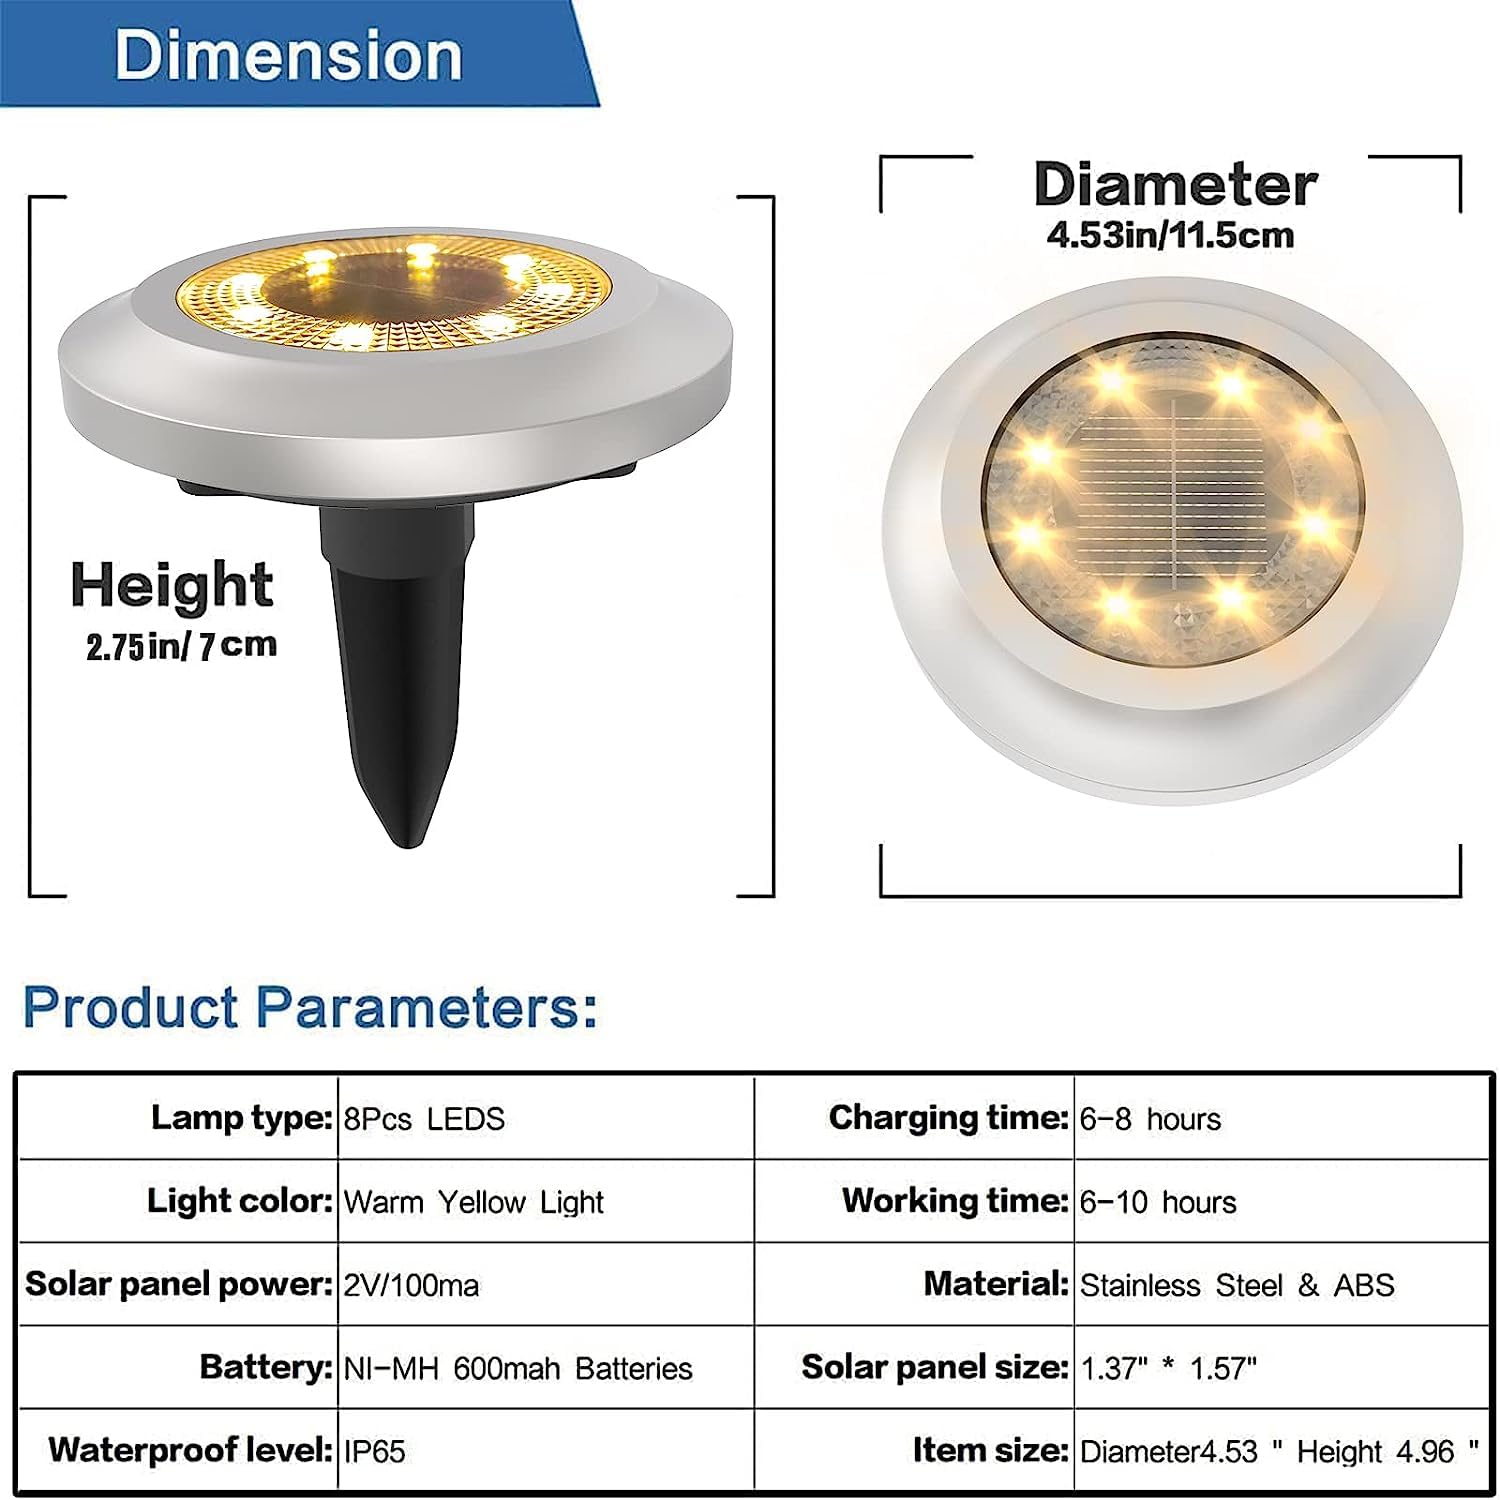 Dimension
Diameter
4.53in/11.5cm
Height
2.75in/ 7cm
Product Parameters:
Lamp type: 8Pcs LEDS Charging time: 6-8 hours
Light color: Warm Yellow Light Working time: 6-10 hours
Solar panel power: 2V/100ma Material: Stainless Steel & ABS
Battery: NI-MH 600mah Batteries Solar panel size: 1.37" * 1.57"
Waterproof level: IP65 Item size: Diameter4.53 " Height 4.96 "